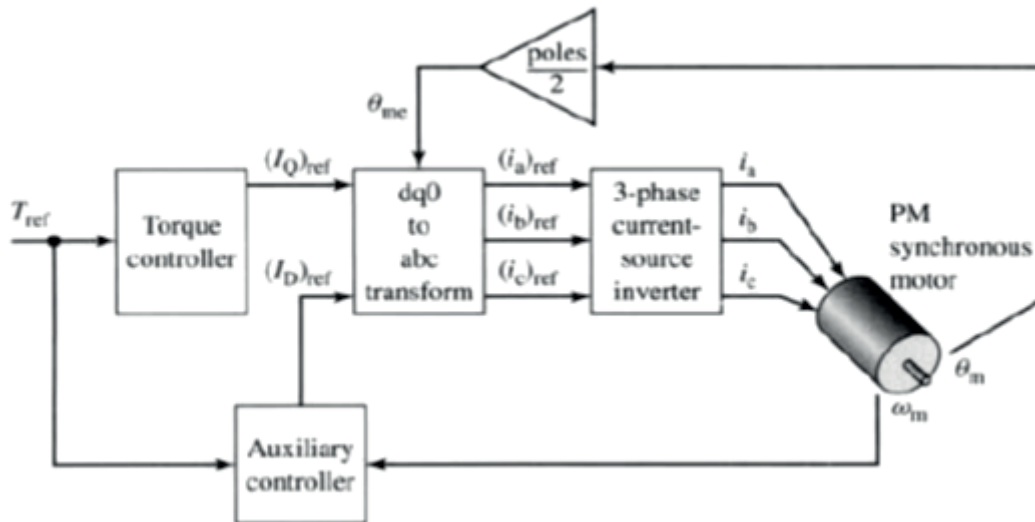 poles
2
θme
(IQ)ref
(ia)ref
ia
Tref
Torque
controller
dq0
to
abc
transform
(ib)ref
3-phase
current-
source
inverter
ib
PM
synchronous
motor
(ID)ref
(ic)ref
ic
θm
ωm
Auxiliary
controller